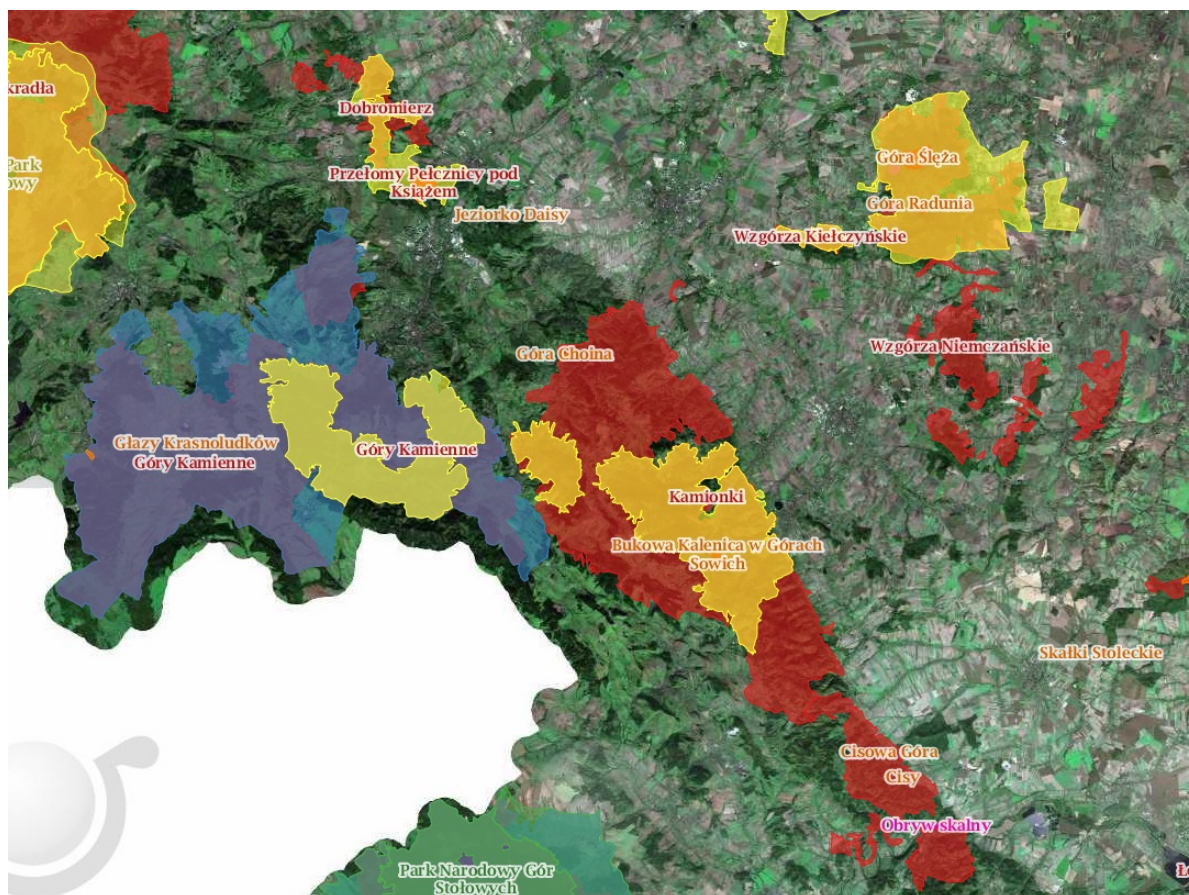 kradła
Park
owy
Dobromierz
Przełomy Pełcznicy pod
Książem
Jeziorko Daisy
Góra Ślęża
Góra Radunia
Wzgórza Kiełczyńskie
Wzgórza Niemczańskie
Góra Choina
Głazy Krasnoludków
Góry Kamienne
Góry Kamienne
Kamionki
Bukowa Kalenica w Górach
Sowich
Skałki Stoleckie
Cisowa Góra
Cisy
Obryw skalny
Park Narodowy Gór
Stołowych